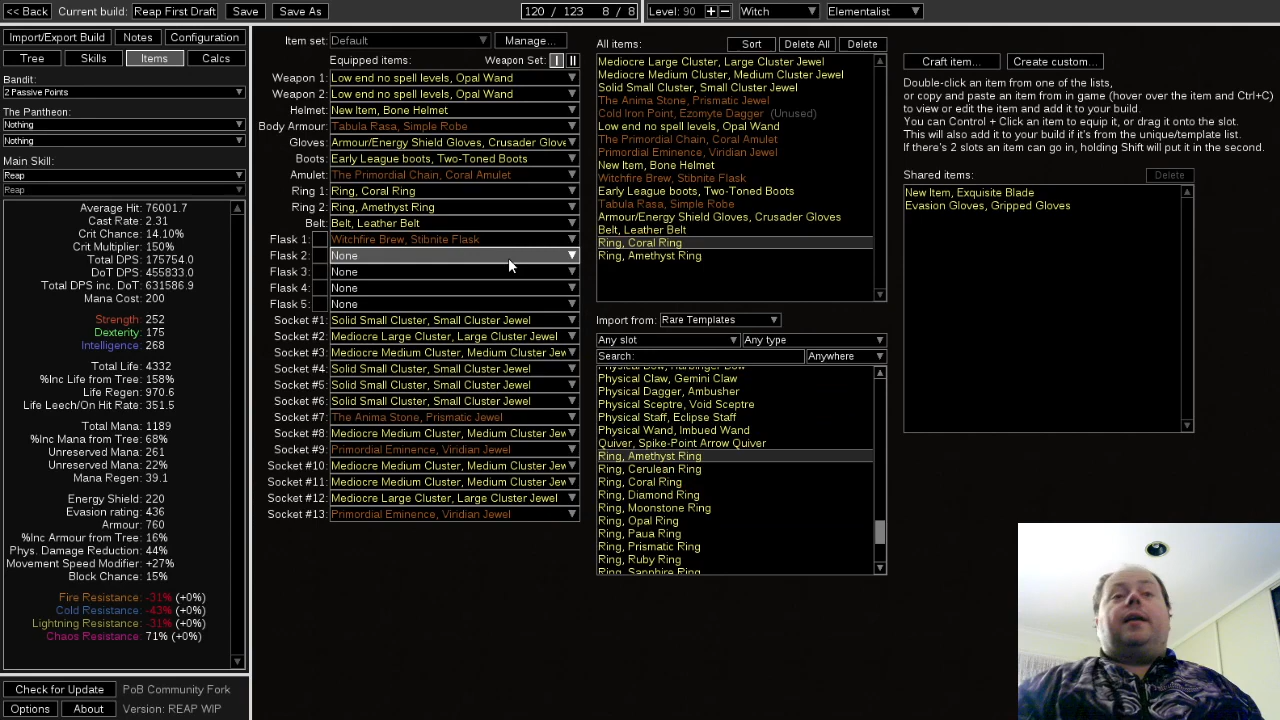 << Back
Current build: Reap First Draft
Save
Save As
120 / 123 8 / 8
Level: 90
Witch
Elementalist
Import/Export Build
Notes
Configuration
Tree
Skills
Items
Calcs
Bandit:
2 Passive Points
The Pantheon:
Nothing
Nothing
Main Skill:
Reap
Reap
Average Hit: 76001.7
Cast Rate: 2.31
Crit Chance: 14.10%
Crit Multiplier: 150%
Total DPS: 175754.0
DoT DPS: 455833.0
Total DPS inc. DoT: 631586.9
Mana Cost: 200
Strength: 252
Dexterity: 175
Intelligence: 268
Total Life: 4332
%Inc Life from Tree: 158%
Life Regen: 970.6
Life Leech/On Hit Rate: 351.5
Total Mana: 1189
%Inc Mana from Tree: 68%
Unreserved Mana: 261
Unreserved Mana: 22%
Mana Regen: 39.1
Energy Shield: 220
Evasion rating: 436
Armour: 760
%Inc Armour from Tree: 16%
Phys. Damage Reduction: 44%
Movement Speed Modifier: +27%
Block Chance: 15%
Fire Resistance: -31% (+0%)
Cold Resistance: -43% (+0%)
Lightning Resistance: -31% (+0%)
Chaos Resistance: 71% (+0%)
Check for Update
PoB Community Fork
Options
About
Version: REAP WIP
Item set: Default
Manage...
Equipped items:
Weapon Set: I II
Weapon 1: Low end no spell levels, Opal Wand
Weapon 2: Low end no spell levels, Opal Wand
Helmet: New Item, Bone Helmet
Body Armour: Tabula Rasa, Simple Robe
Gloves: Armour/Energy Shield Gloves, Crusader Glove
Boots: Early League boots, Two-Toned Boots
Amulet: The Primordial Chain, Coral Amulet
Ring 1: Ring, Coral Ring
Ring 2: Ring, Amethyst Ring
Belt: Belt, Leather Belt
Flask 1: Witchfire Brew, Stibnite Flask
Flask 2: None
Flask 3: None
Flask 4: None
Flask 5: None
Socket #1: Solid Small Cluster, Small Cluster Jewel
Socket #2: Mediocre Large Cluster, Large Cluster Jewel
Socket #3: Mediocre Medium Cluster, Medium Cluster Jew
Socket #4: Solid Small Cluster, Small Cluster Jewel
Socket #5: Solid Small Cluster, Small Cluster Jewel
Socket #6: Solid Small Cluster, Small Cluster Jewel
Socket #7: The Anima Stone, Prismatic Jewel
Socket #8: Mediocre Medium Cluster, Medium Cluster Jew
Socket #9: Primordial Eminence, Viridian Jewel
Socket #10: Mediocre Medium Cluster, Medium Cluster Jew
Socket #11: Mediocre Medium Cluster, Medium Cluster Jew
Socket #12: Mediocre Large Cluster, Large Cluster Jewel
Socket #13: Primordial Eminence, Viridian Jewel
All items:
Sort
Delete All
Delete
Mediocre Large Cluster, Large Cluster Jewel
Mediocre Medium Cluster, Medium Cluster Jewel
Solid Small Cluster, Small Cluster Jewel
The Anima Stone, Prismatic Jewel
Cold Iron Point, Ezomyte Dagger (Unused)
Low end no spell levels, Opal Wand
The Primordial Chain, Coral Amulet
Primordial Eminence, Viridian Jewel
New Item, Bone Helmet
Witchfire Brew, Stibnite Flask
Early League boots, Two-Toned Boots
Tabula Rasa, Simple Robe
Armour/Energy Shield Gloves, Crusader Gloves
Belt, Leather Belt
Ring, Coral Ring
Ring, Amethyst Ring
Import from: Rare Templates
Any slot
Any type
Search:
Anywhere
Physical Bow, Harbinger Bow
Physical Claw, Gemini Claw
Physical Dagger, Ambusher
Physical Sceptre, Void Sceptre
Physical Staff, Eclipse Staff
Physical Wand, Imbued Wand
Quiver, Spike-Point Arrow Quiver
Ring, Amethyst Ring
Ring, Cerulean Ring
Ring, Coral Ring
Ring, Diamond Ring
Ring, Moonstone Ring
Ring, Opal Ring
Ring, Paua Ring
Ring, Prismatic Ring
Ring, Ruby Ring
Ring, Sapphire Ring
Craft item...
Create custom...
Double-click an item from one of the lists,
or copy and paste an item from in game (hover over the item and Ctrl+C)
to view or edit the item and add it to your build.
You can Control + Click an item to equip it, or drag it onto the slot.
This will also add it to your build if it's from the unique/template list.
If there's 2 slots an item can go in, holding Shift will put it in the second.
Shared items:
Delete
New Item, Exquisite Blade
Evasion Gloves, Gripped Gloves